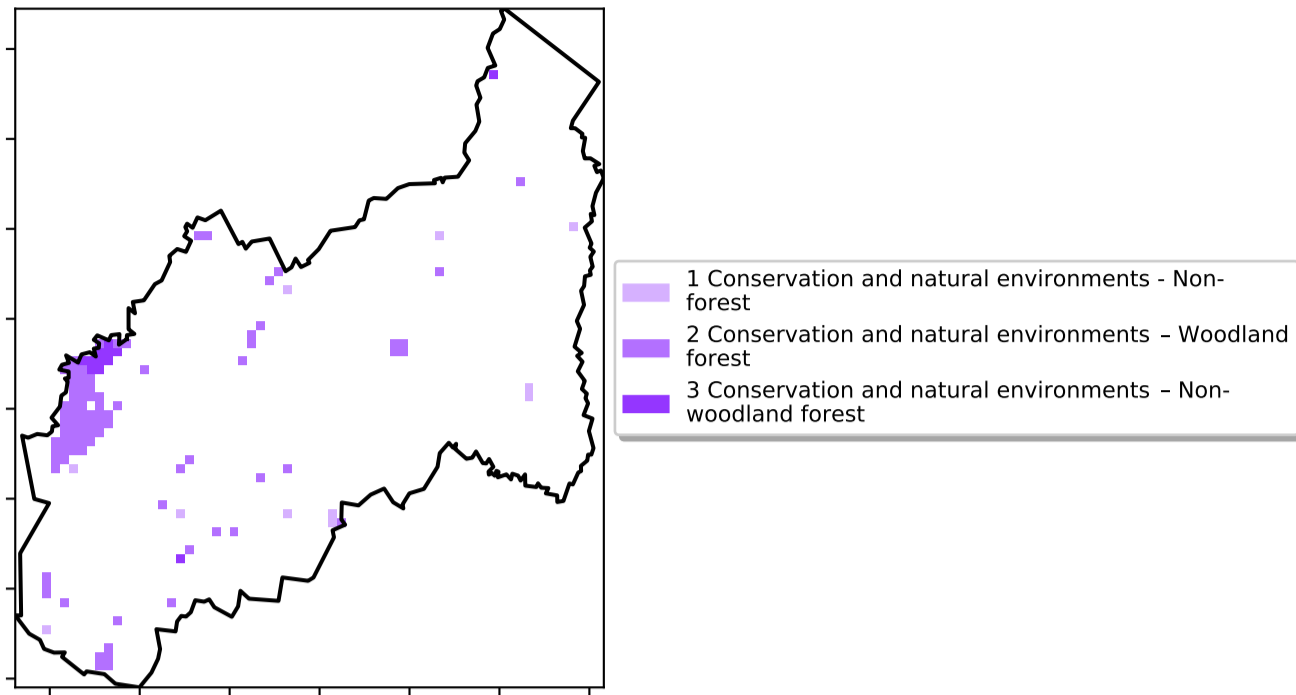 1 Conservation and natural environments - Non-
forest
2 Conservation and natural environments – Woodland
forest
3 Conservation and natural environments – Non-
woodland forest